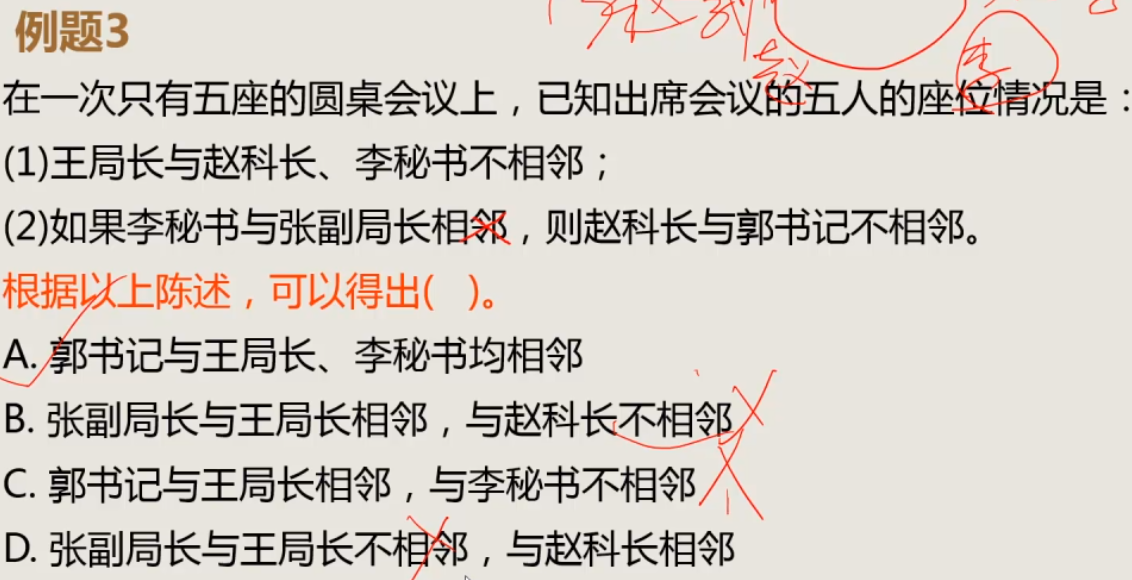 例题3
在一次只有五座的圆桌会议上，已知出席会议的五人的座位情况是：
(1)王局长与赵科长、李秘书不相邻；
(2)如果李秘书与张副局长相邻，则赵科长与郭书记不相邻。
根据以上陈述，可以得出( )。
A. 郭书记与王局长、李秘书均相邻
B. 张副局长与王局长相邻，与赵科长不相邻
C. 郭书记与王局长相邻，与李秘书不相邻
D. 张副局长与王局长不相邻，与赵科长相邻
赵
李